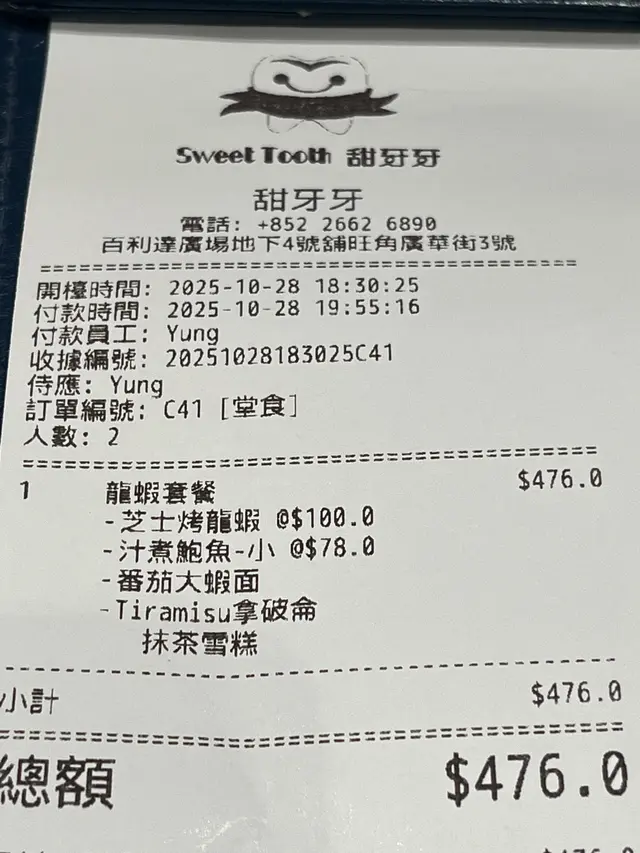 Sweet Tooth 甜牙牙
甜牙牙
電話: +852 2662 6890
百利達廣場地下4號舖旺角廣華街3號
開檯時間: 2025-10-28 18:30:25
付款時間: 2025-10-28 19:55:16
付款員工: Yung
收據編號: 20251028183025C41
侍應: Yung
訂單編號: C41 [堂食]
人數: 2
1 龍蝦套餐 $476.0
-芝士烤龍蝦 @$100.0
-汁煮鮑魚-小 @$78.0
-番茄大蝦面
-Tiramisu拿破侖
抹茶雪糕
小計 $476.0
總額 $476.0